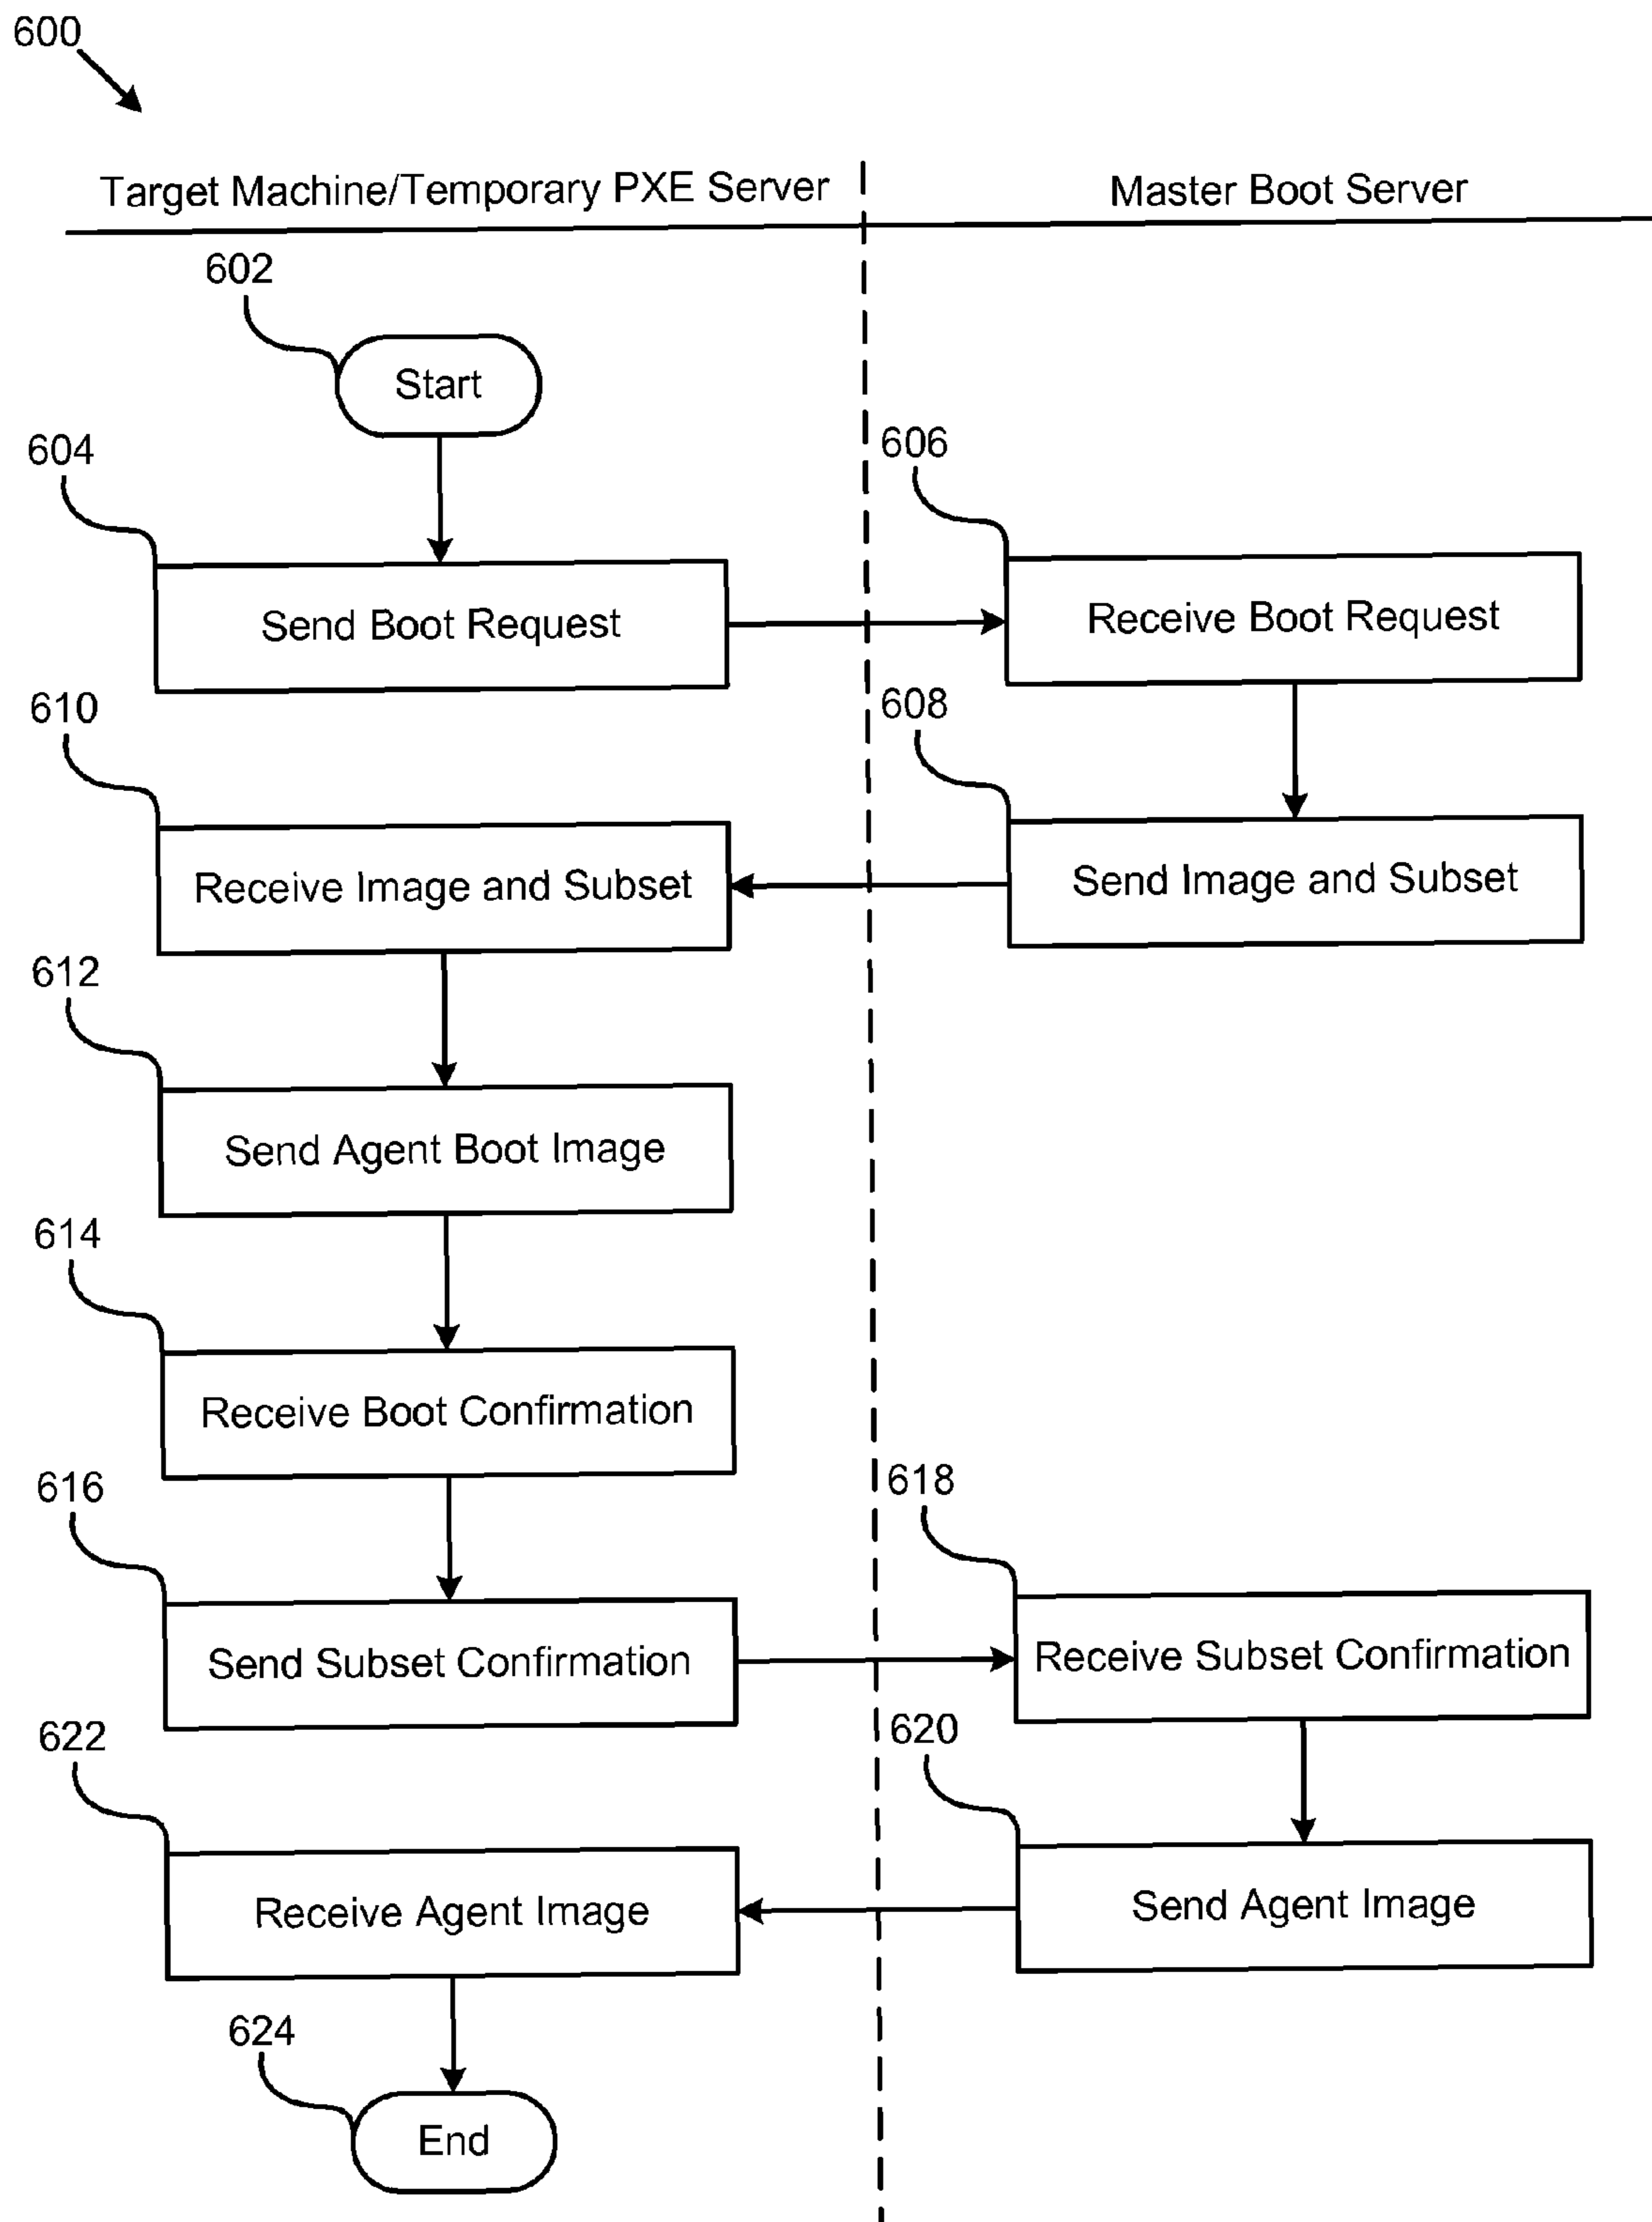 600
Target Machine/Temporary PXE Server
Master Boot Server
602
Start
604
606
Send Boot Request
Receive Boot Request
610
608
Receive Image and Subset
Send Image and Subset
612
Send Agent Boot Image
614
Receive Boot Confirmation
616
618
Send Subset Confirmation
Receive Subset Confirmation
622
620
Receive Agent Image
Send Agent Image
624
End